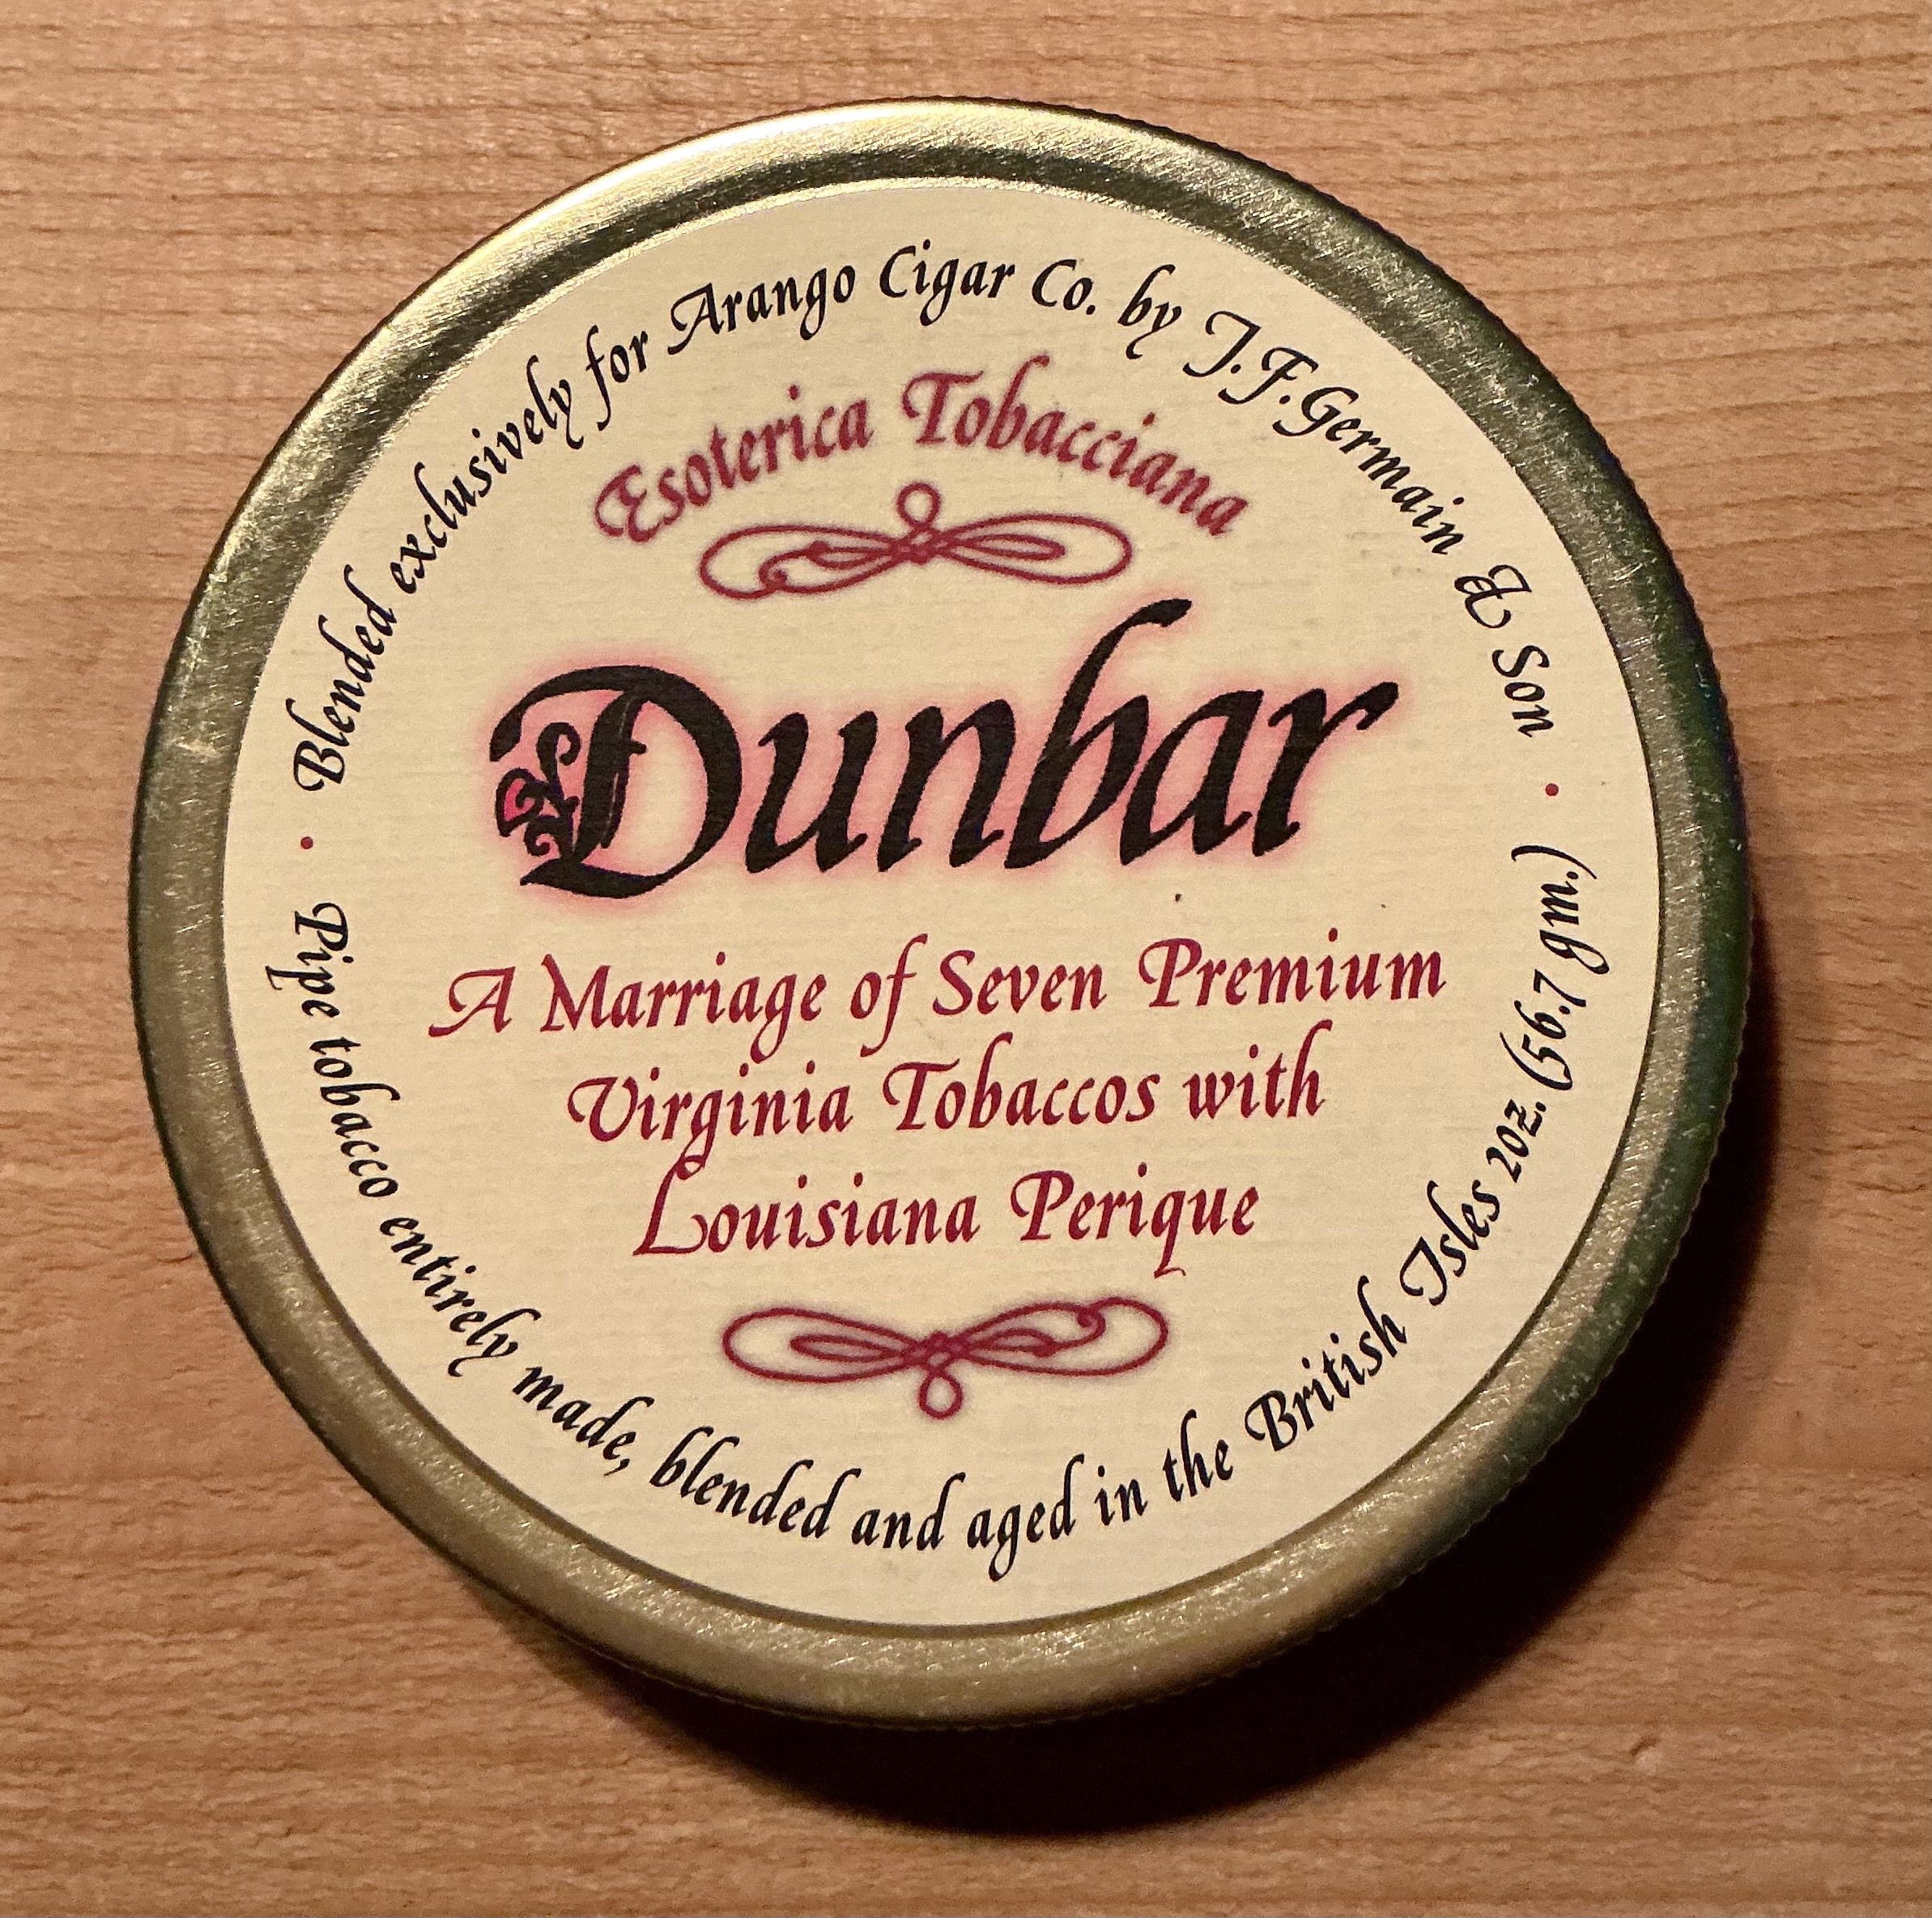 Blended exclusively for Arango Cigar Co. by J.F. Germain & Son
Esoterica Tobacciana
Dunbar
A Marriage of Seven Premium
Virginia Tobaccos with
Louisiana Perique
Pipe tobacco entirely made, blended and aged in the British Isles 2oz. (56.7 gm.)